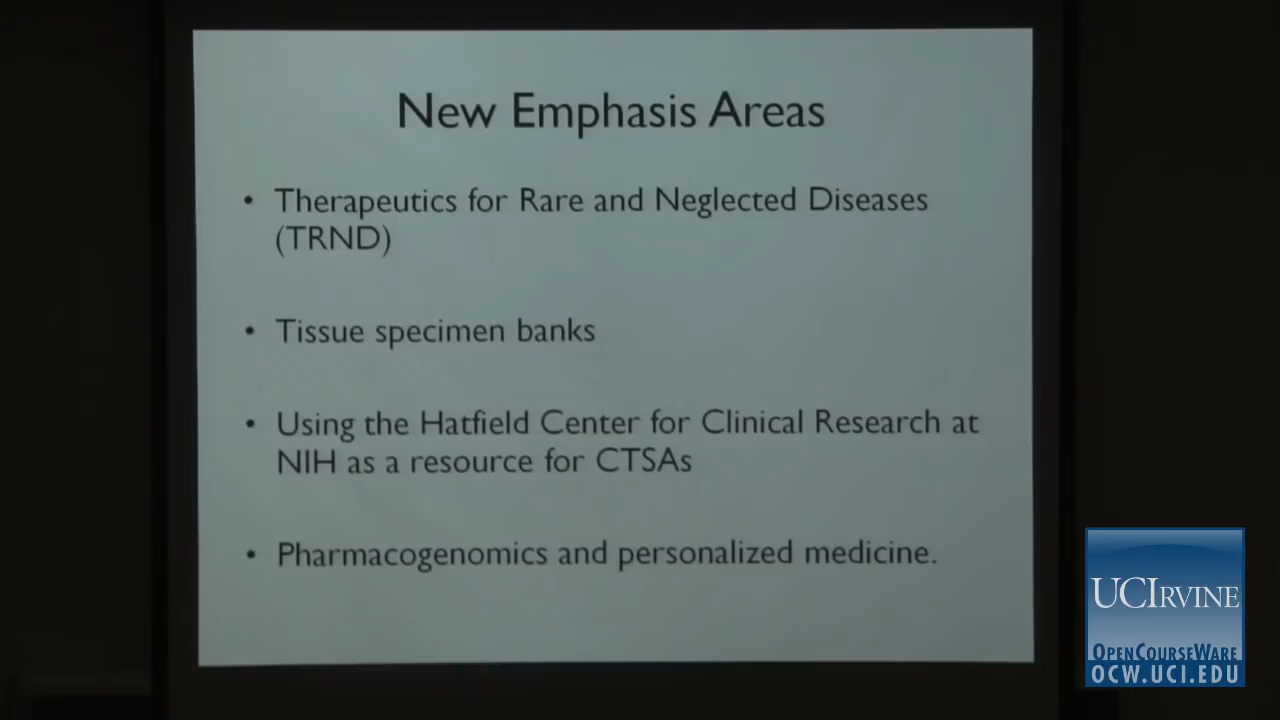 New Emphasis Areas
• Therapeutics for Rare and Neglected Diseases
(TRND)
• Tissue specimen banks
• Using the Hatfield Center for Clinical Research at
NIH as a resource for CTSAs
• Pharmacogenomics and personalized medicine.
UCIRVINE
OPENCOURSEWARE
OCW.UCI.EDU